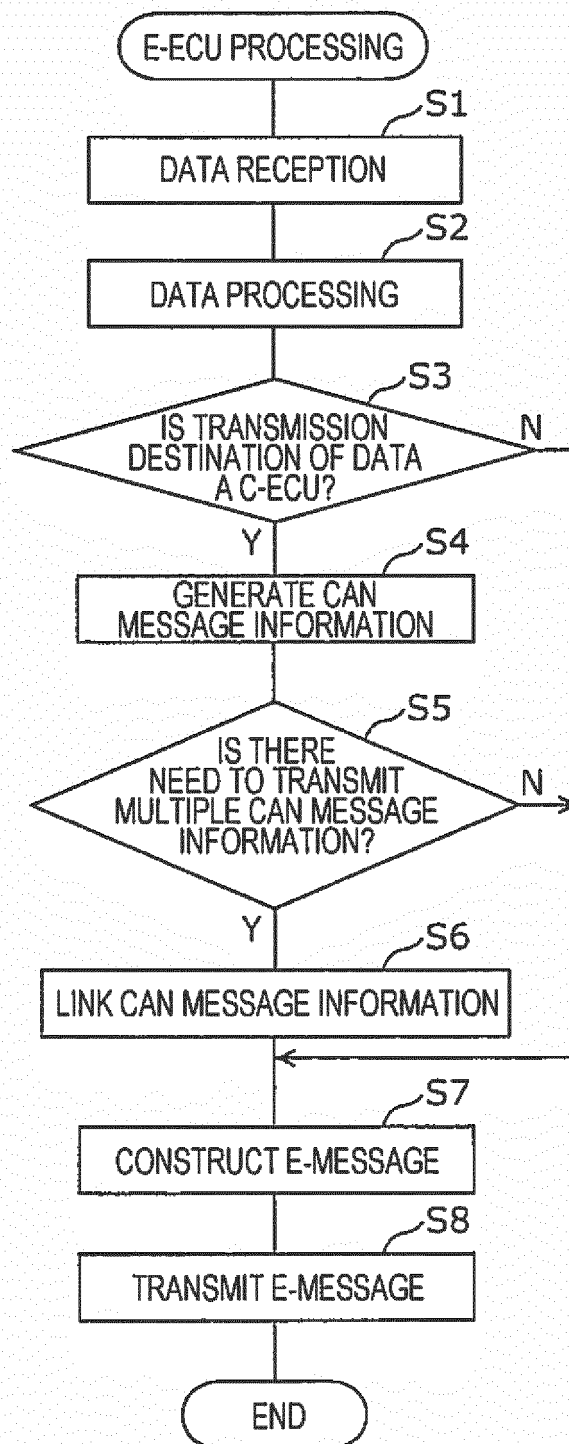 E-ECU PROCESSING
S1
DATA RECEPTION
S2
DATA PROCESSING
S3
IS TRANSMISSION
DESTINATION OF DATA
A C-ECU?
N
Y
S4
GENERATE CAN
MESSAGE INFORMATION
S5
IS THERE
NEED TO TRANSMIT
MULTIPLE CAN MESSAGE
INFORMATION?
N
Y
S6
LINK CAN MESSAGE INFORMATION
S7
CONSTRUCT E-MESSAGE
S8
TRANSMIT E-MESSAGE
END